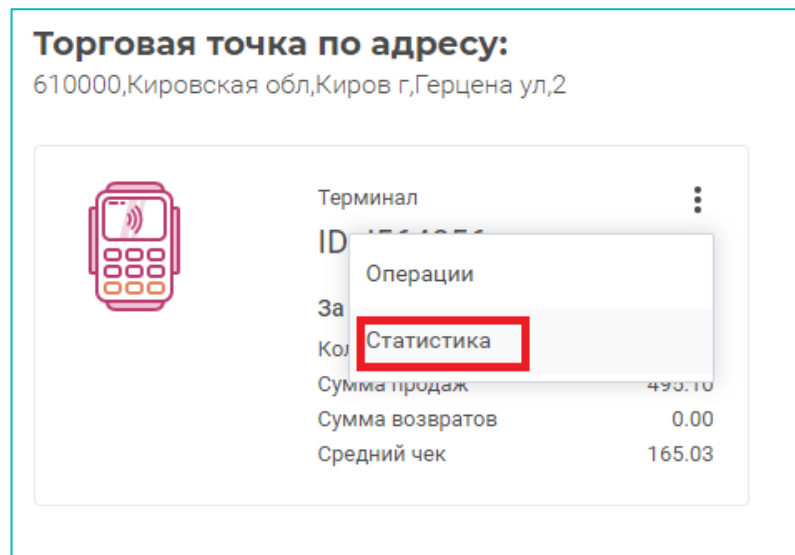 Торговая точка по адресу:
610000,Кировская обл,Киров г,Герцена ул,2
Терминал
ID
Операции
За
Статистика
Сумма продаж 495.10
Сумма возвратов 0.00
Средний чек 165.03